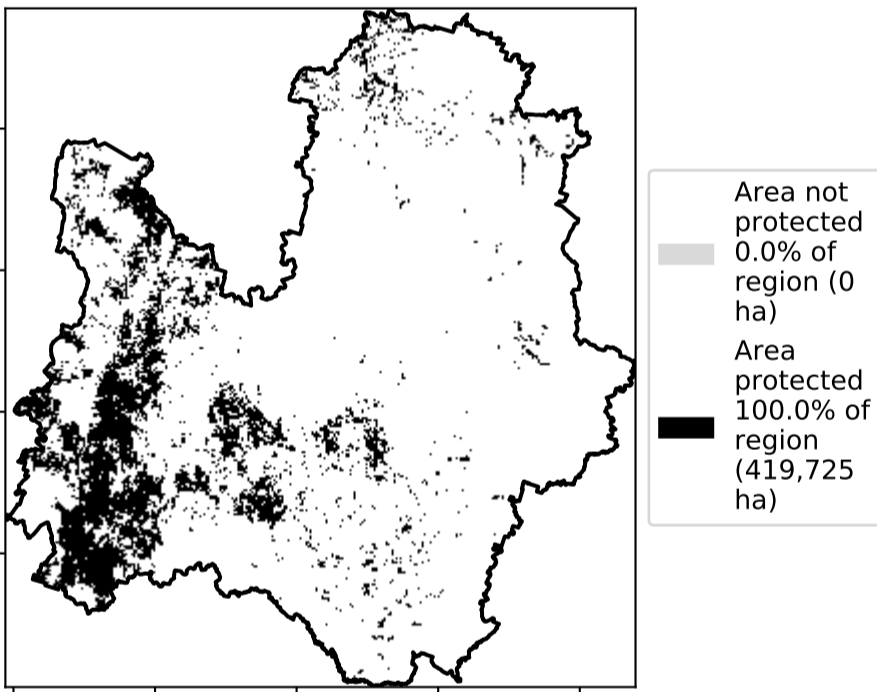 Area not
protected
0.0% of
region (0
ha)
Area
protected
100.0% of
region
(419,725
ha)